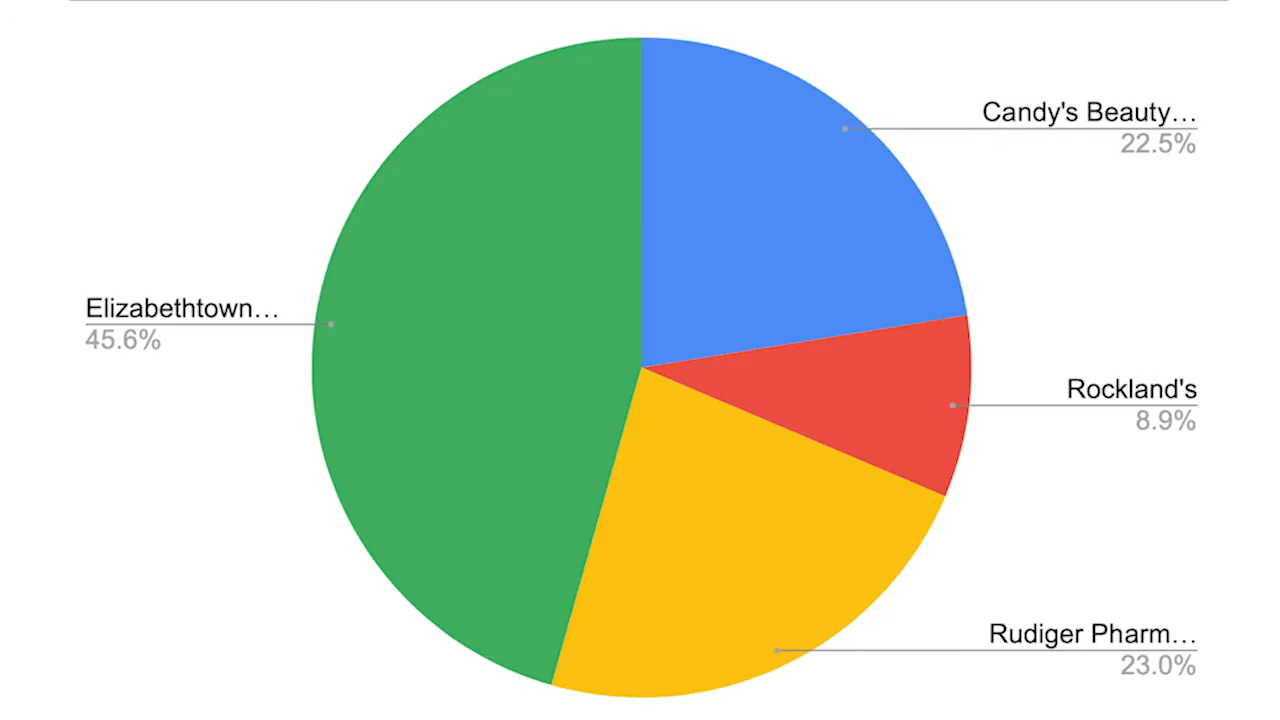 Candy's Beauty…
22.5%
Elizabethtown…
45.6%
Rockland's
8.9%
Rudiger Pharm…
23.0%